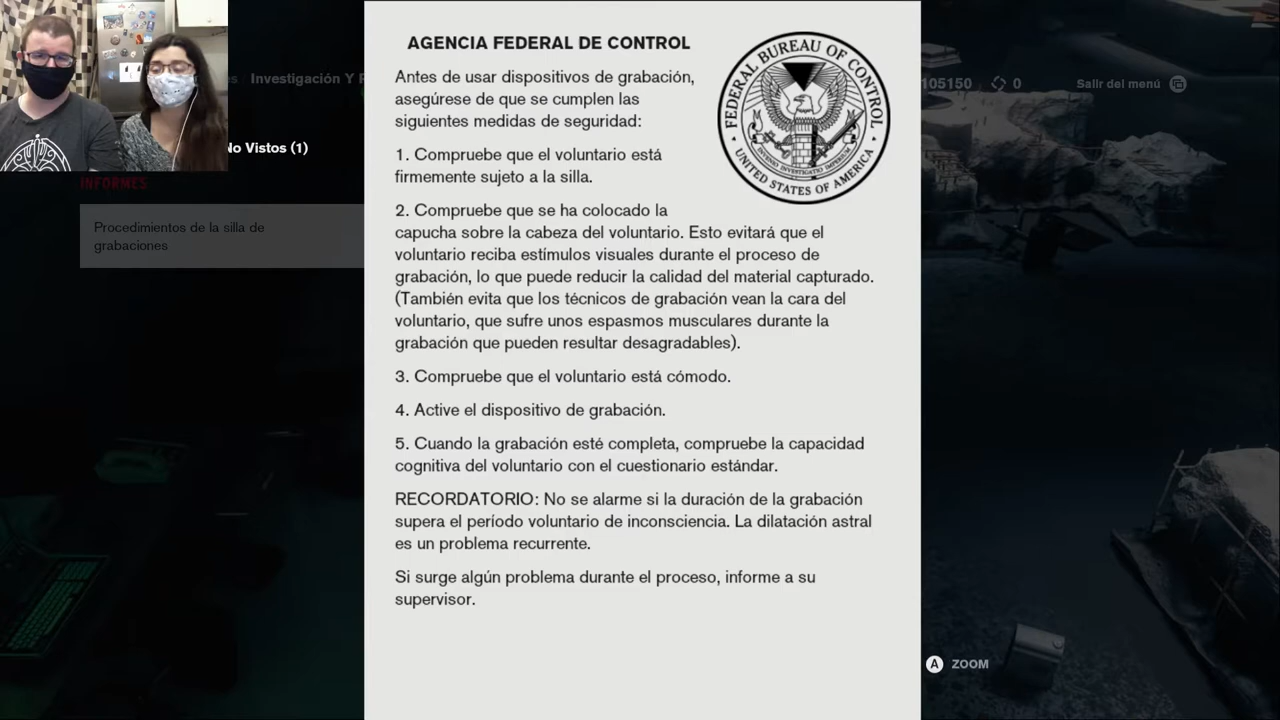 AGENCIA FEDERAL DE CONTROL
Antes de usar dispositivos de grabación,
asegúrese de que se cumplen las
siguientes medidas de seguridad:
1. Compruebe que el voluntario está
firmemente sujeto a la silla.
2. Compruebe que se ha colocado la
capucha sobre la cabeza del voluntario. Esto evitará que el
voluntario reciba estímulos visuales durante el proceso de
grabación, lo que puede reducir la calidad del material capturado.
(También evita que los técnicos de grabación vean la cara del
voluntario, que sufre unos espasmos musculares durante la
grabación que pueden resultar desagradables).
3. Compruebe que el voluntario está cómodo.
4. Active el dispositivo de grabación.
5. Cuando la grabación esté completa, compruebe la capacidad
cognitiva del voluntario con el cuestionario estándar.
RECORDATORIO: No se alarme si la duración de la grabación
supera el período voluntario de inconsciencia. La dilatación astral
es un problema recurrente.
Si surge algún problema durante el proceso, informe a su
supervisor.
FEDERAL BUREAU OF CONTROL
UNITED STATES OF AMERICA
Investigación Y
No Vistos (1)
INFORMES
Procedimientos de la silla de
grabaciones
105150
0
Salir del menú
A ZOOM